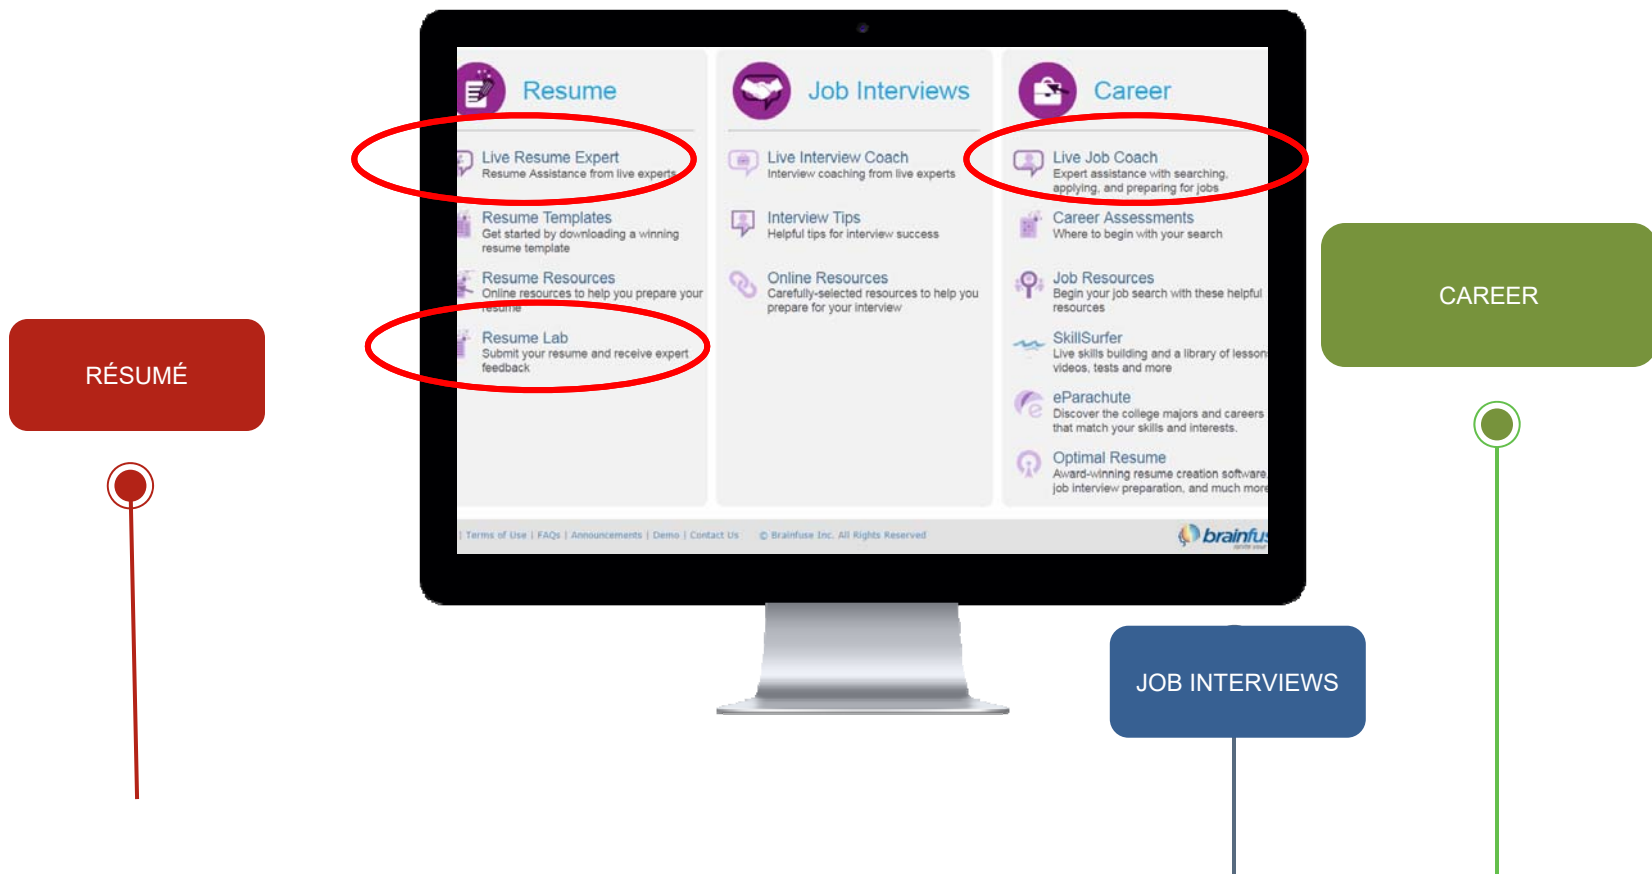 Resume
Live Resume Expert
Resume Assistance from live experts
Resume Templates
Get started by downloading a winning
resume template
Resume Resources
Online resources to help you prepare your
resume
Resume Lab
Submit your resume and receive expert
feedback
Job Interviews
Live Interview Coach
Interview coaching from live experts
Interview Tips
Helpful tips for interview success
Online Resources
Carefully-selected resources to help you
prepare for your interview
Career
Live Job Coach
Expert assistance with searching,
applying, and preparing for jobs
Career Assessments
Where to begin with your search
Job Resources
Begin your job search with these helpful
resources
SkillSurfer
Live skills building and a library of lesson
videos, tests and more
eParachute
Discover the college majors and careers
that match your skills and interests.
Optimal Resume
Award-winning resume creation software,
job interview preparation, and much more
| Terms of Use | FAQs | Announcements | Demo | Contact Us © Brainfuse Inc. All Rights Reserved
brainfus
RÉSUMÉ
CAREER
JOB INTERVIEWS